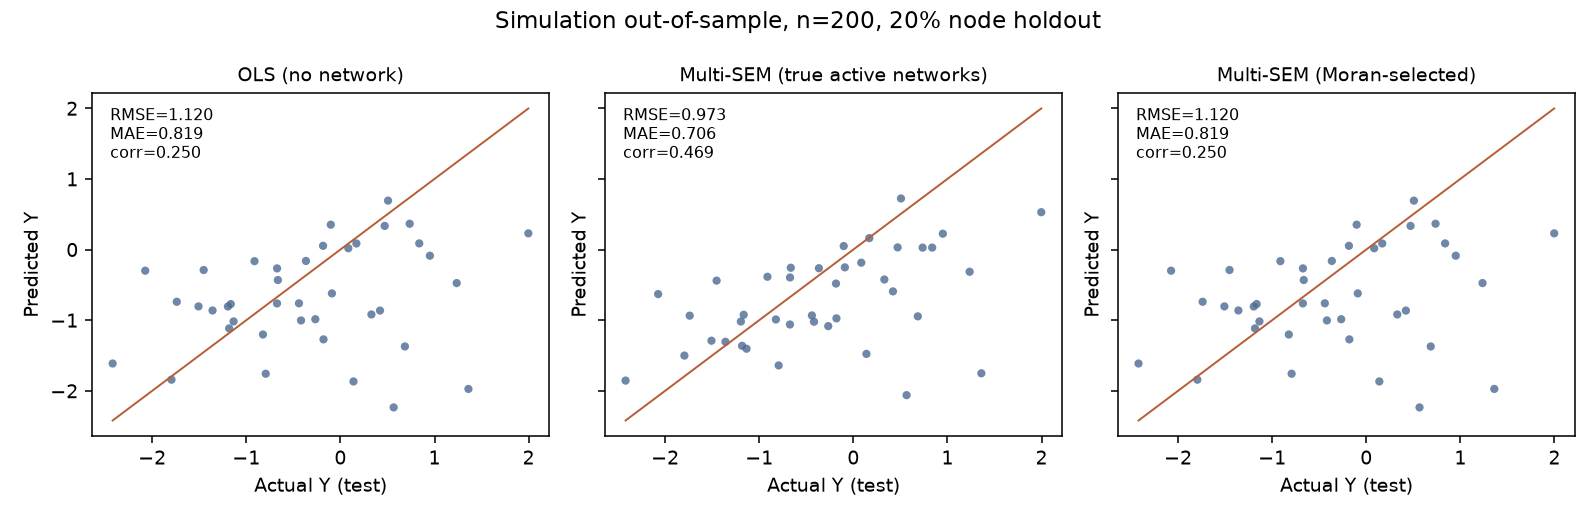 Simulation out-of-sample, n=200, 20% node holdout
OLS (no network)
RMSE=1.120
MAE=0.819
corr=0.250
2
1
0
−1
−2
Predicted Y
−2 −1 0 1 2
Actual Y (test)
Multi-SEM (true active networks)
RMSE=0.973
MAE=0.706
corr=0.469
Predicted Y
−2 −1 0 1 2
Actual Y (test)
Multi-SEM (Moran-selected)
RMSE=1.120
MAE=0.819
corr=0.250
Predicted Y
−2 −1 0 1 2
Actual Y (test)